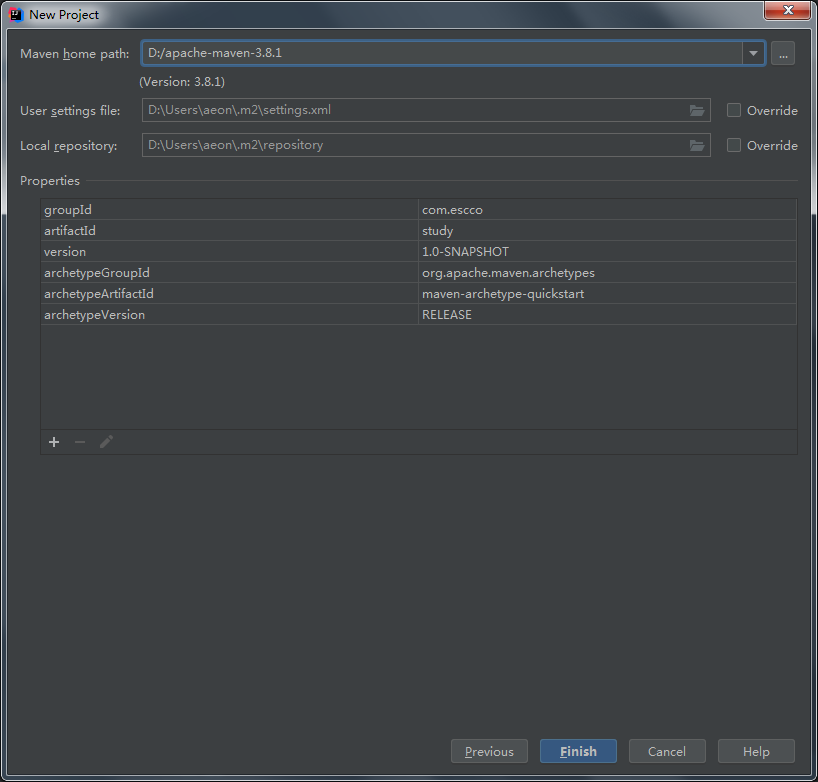 New Project
Maven home path: D:/apache-maven-3.8.1 ...
(Version: 3.8.1)
User settings file: D:\Users\aeon\.m2\settings.xml Override
Local repository: D:\Users\aeon\.m2\repository Override
Properties
groupId com.escco
artifactId study
version 1.0-SNAPSHOT
archetypeGroupId org.apache.maven.archetypes
archetypeArtifactId maven-archetype-quickstart
archetypeVersion RELEASE
Previous Finish Cancel Help